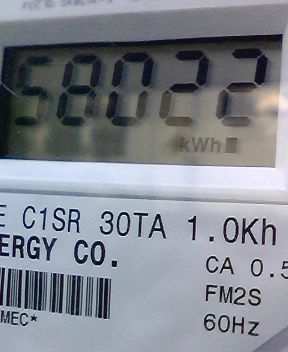 58022
kWh
E C1SR 30TA 1.0Kh
ERGY CO.
CA 0.5
FM2S
MEC*
60Hz